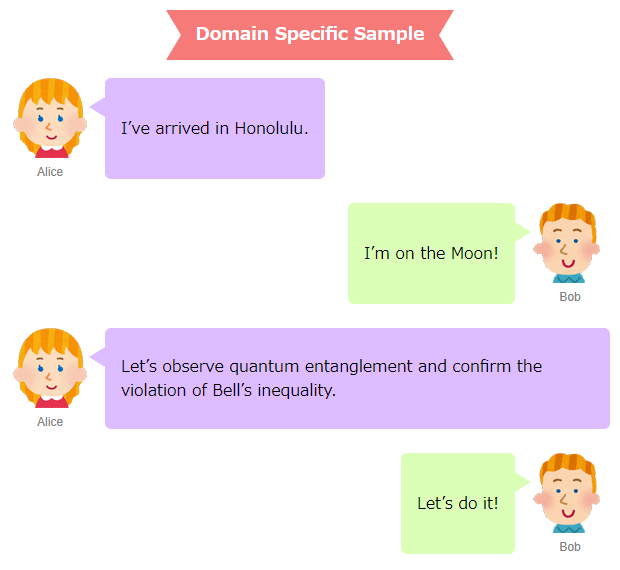 Domain Specific Sample
I’ve arrived in Honolulu.
Alice
I’m on the Moon!
Bob
Let’s observe quantum entanglement and confirm the
violation of Bell’s inequality.
Alice
Let’s do it!
Bob